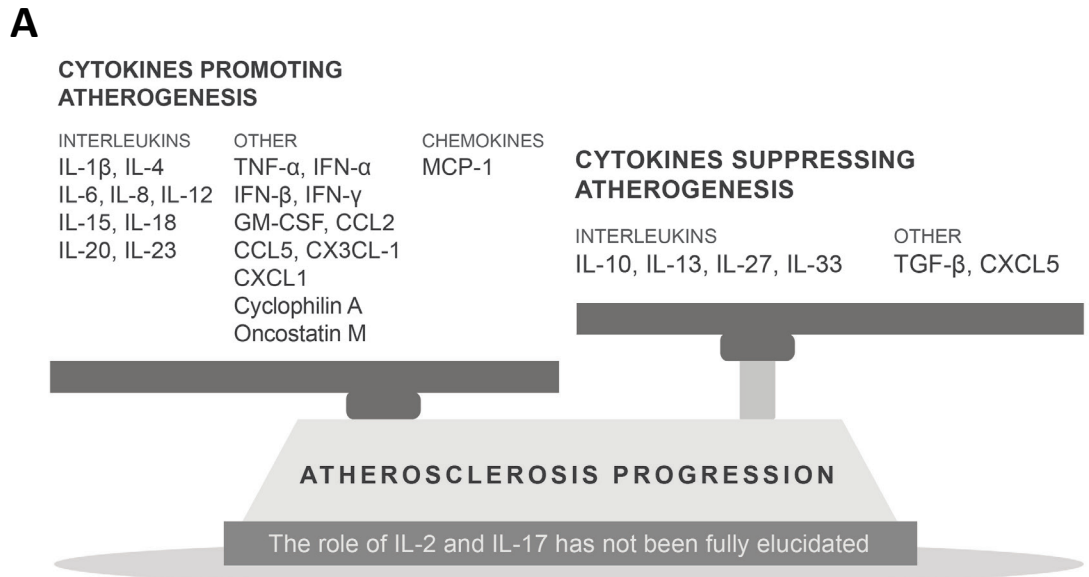 A
CYTOKINES PROMOTING
ATHEROGENESIS
INTERLEUKINS
IL-1β, IL-4
IL-6, IL-8, IL-12
IL-15, IL-18
IL-20, IL-23
OTHER
TNF-α, IFN-α
IFN-β, IFN-γ
GM-CSF, CCL2
CCL5, CX3CL-1
CXCL1
Cyclophilin A
Oncostatin M
CHEMOKINES
MCP-1
CYTOKINES SUPPRESSING
ATHEROGENESIS
INTERLEUKINS
IL-10, IL-13, IL-27, IL-33
OTHER
TGF-β, CXCL5
ATHEROSCLEROSIS PROGRESSION
The role of IL-2 and IL-17 has not been fully elucidated